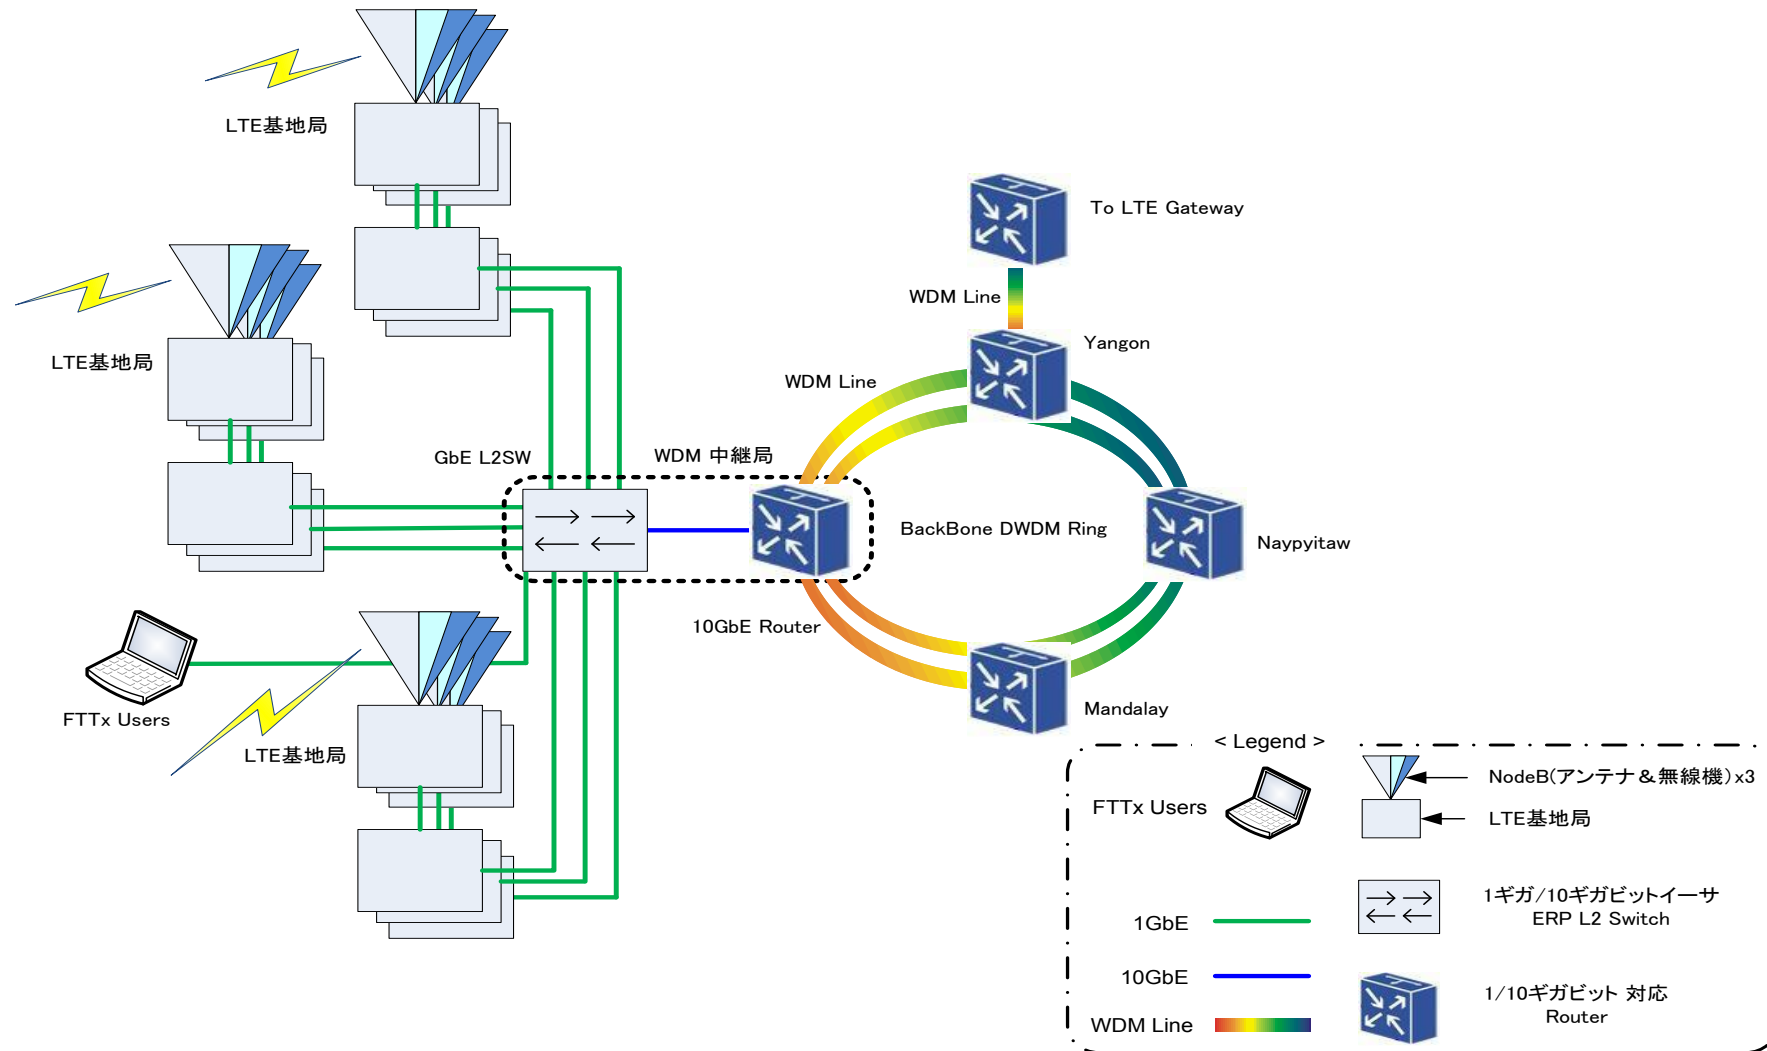 LTE基地局
To LTE Gateway
WDM Line
Yangon
LTE基地局
WDM Line
GbE L2SW
WDM 中継局
BackBone DWDM Ring
Naypyitaw
10GbE Router
FTTx Users
LTE基地局
Mandalay
< Legend >
NodeB(アンテナ＆無線機)x3
FTTx Users
LTE基地局
1ギガ/10ギガビットイーサ
ERP L2 Switch
1GbE
10GbE
1/10ギガビット 対応
Router
WDM Line